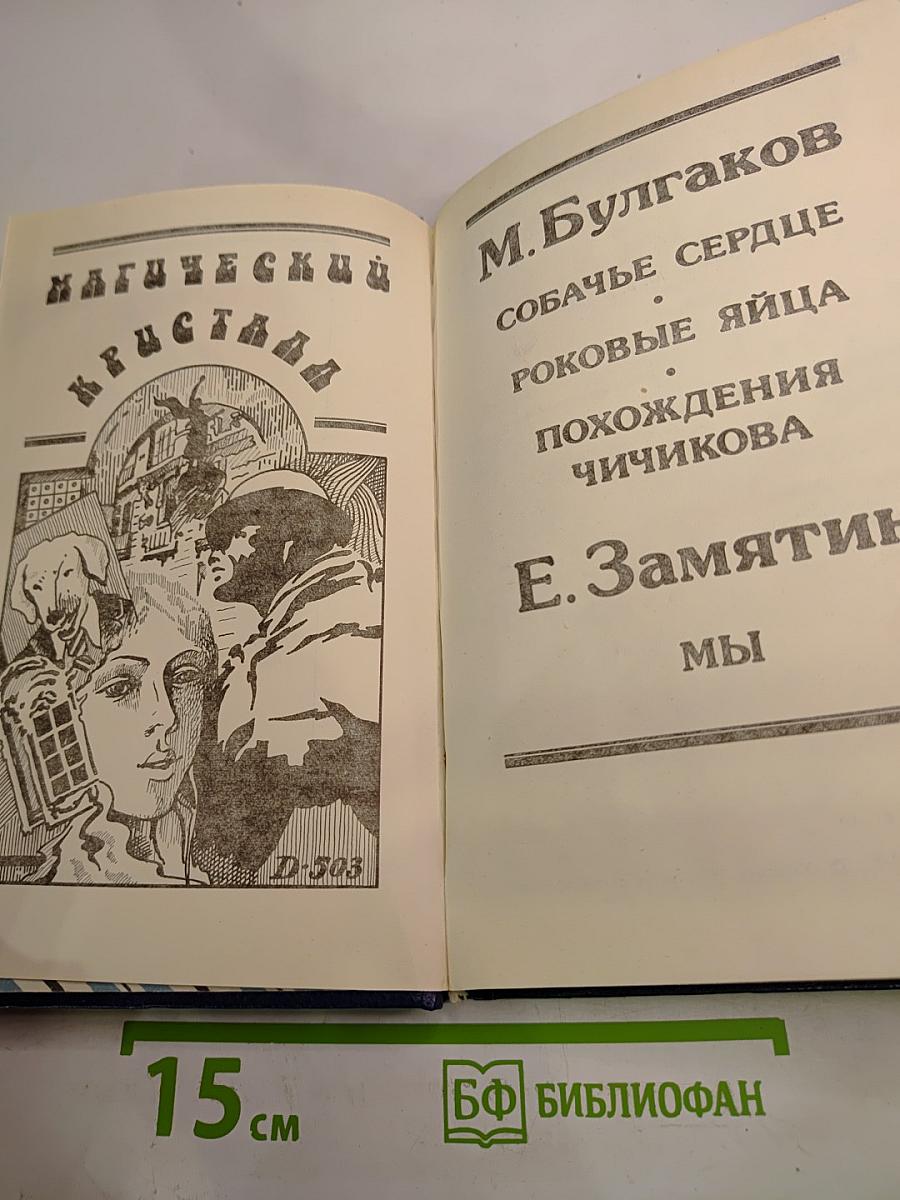 МАГИЧЕСКИЙ
КРИСТАЛЛ
D-503
М. Булгаков
СОБАЧЬЕ СЕРДЦЕ
•
РОКОВЫЕ ЯЙЦА
•
ПОХОЖДЕНИЯ
ЧИЧИКОВА
Е. Замятин
МЫ
15 см
БФ БИБЛИОФАН